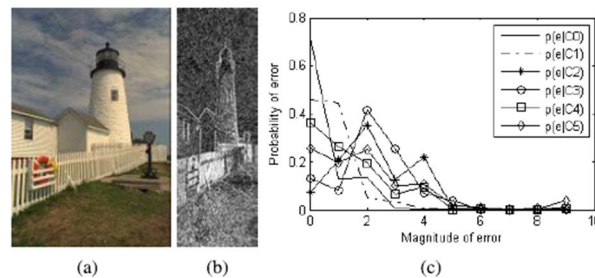 0.8
0.6
0.4
0.2
0
0 2 4 6 8 10
Probability of error
Magnitude of error
p(e|C0)
p(e|C1)
p(e|C2)
p(e|C3)
p(e|C4)
p(e|C5)
(a) (b) (c)